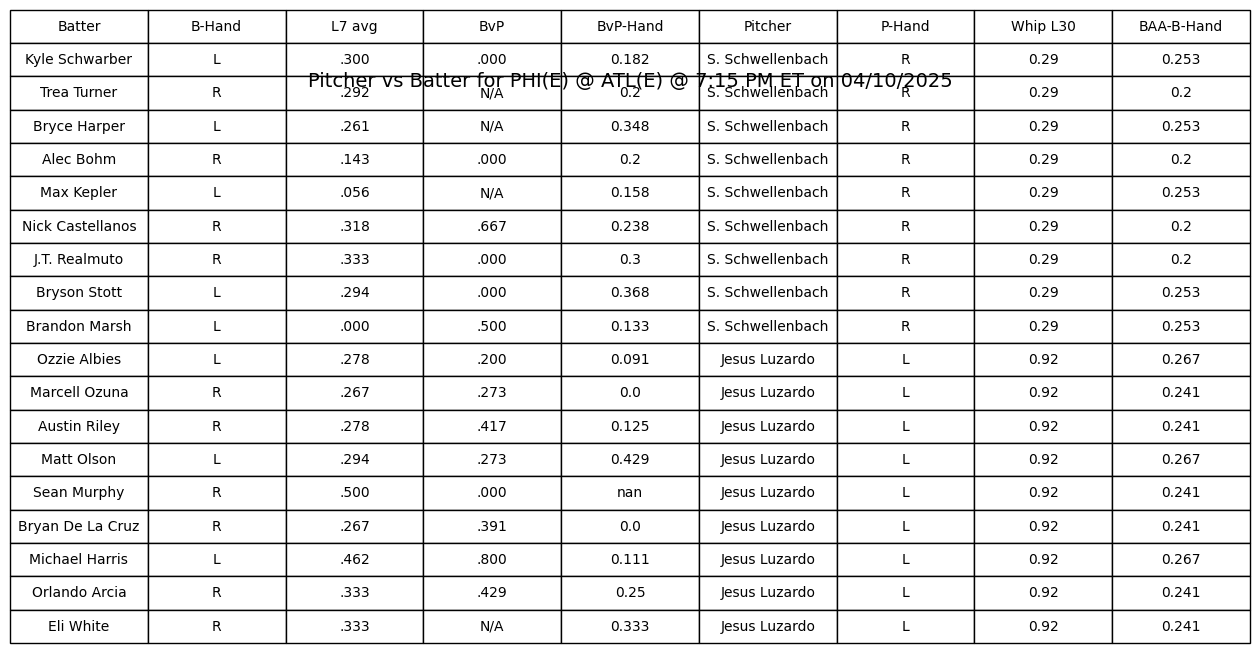 Batter B-Hand L7 avg BvP BvP-Hand Pitcher P-Hand Whip L30 BAA-B-Hand
Kyle Schwarber L .300 .000 0.182 S. Schwellenbach R 0.29 0.253
Pitcher vs Batter for PHI(E) @ ATL(E) @ 7:15 PM ET on 04/10/2025
Trea Turner R .292 N/A 0.2 S. Schwellenbach R 0.29 0.2
Bryce Harper L .261 N/A 0.348 S. Schwellenbach R 0.29 0.253
Alec Bohm R .143 .000 0.2 S. Schwellenbach R 0.29 0.2
Max Kepler L .056 N/A 0.158 S. Schwellenbach R 0.29 0.253
Nick Castellanos R .318 .667 0.238 S. Schwellenbach R 0.29 0.2
J.T. Realmuto R .333 .000 0.3 S. Schwellenbach R 0.29 0.2
Bryson Stott L .294 .000 0.368 S. Schwellenbach R 0.29 0.253
Brandon Marsh L .000 .500 0.133 S. Schwellenbach R 0.29 0.253
Ozzie Albies L .278 .200 0.091 Jesus Luzardo L 0.92 0.267
Marcell Ozuna R .267 .273 0.0 Jesus Luzardo L 0.92 0.241
Austin Riley R .278 .417 0.125 Jesus Luzardo L 0.92 0.241
Matt Olson L .294 .273 0.429 Jesus Luzardo L 0.92 0.267
Sean Murphy R .500 .000 nan Jesus Luzardo L 0.92 0.241
Bryan De La Cruz R .267 .391 0.0 Jesus Luzardo L 0.92 0.241
Michael Harris L .462 .800 0.111 Jesus Luzardo L 0.92 0.267
Orlando Arcia R .333 .429 0.25 Jesus Luzardo L 0.92 0.241
Eli White R .333 N/A 0.333 Jesus Luzardo L 0.92 0.241